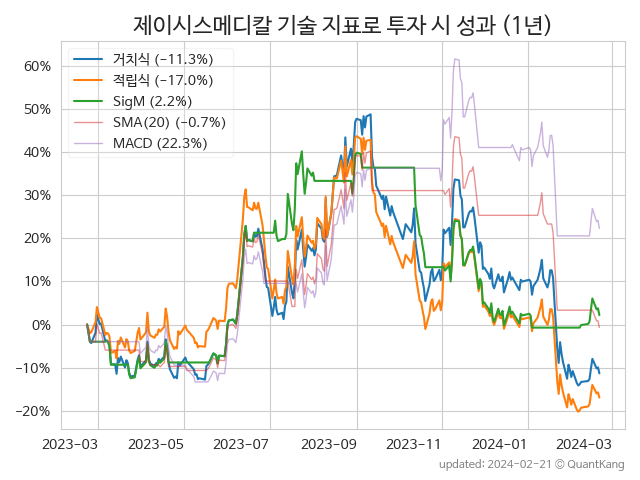 제이시스메디칼 기술 지표로 투자 시 성과 (1년)
거치식 (−11.3%)
적립식 (−17.0%)
SigM (2.2%)
SMA(20) (−0.7%)
MACD (22.3%)
60%
50%
40%
30%
20%
10%
0%
−10%
−20%
2023-03 2023-05 2023-07 2023-09 2023-11 2024-01 2024-03
updated: 2024-02-21 © QuantKang